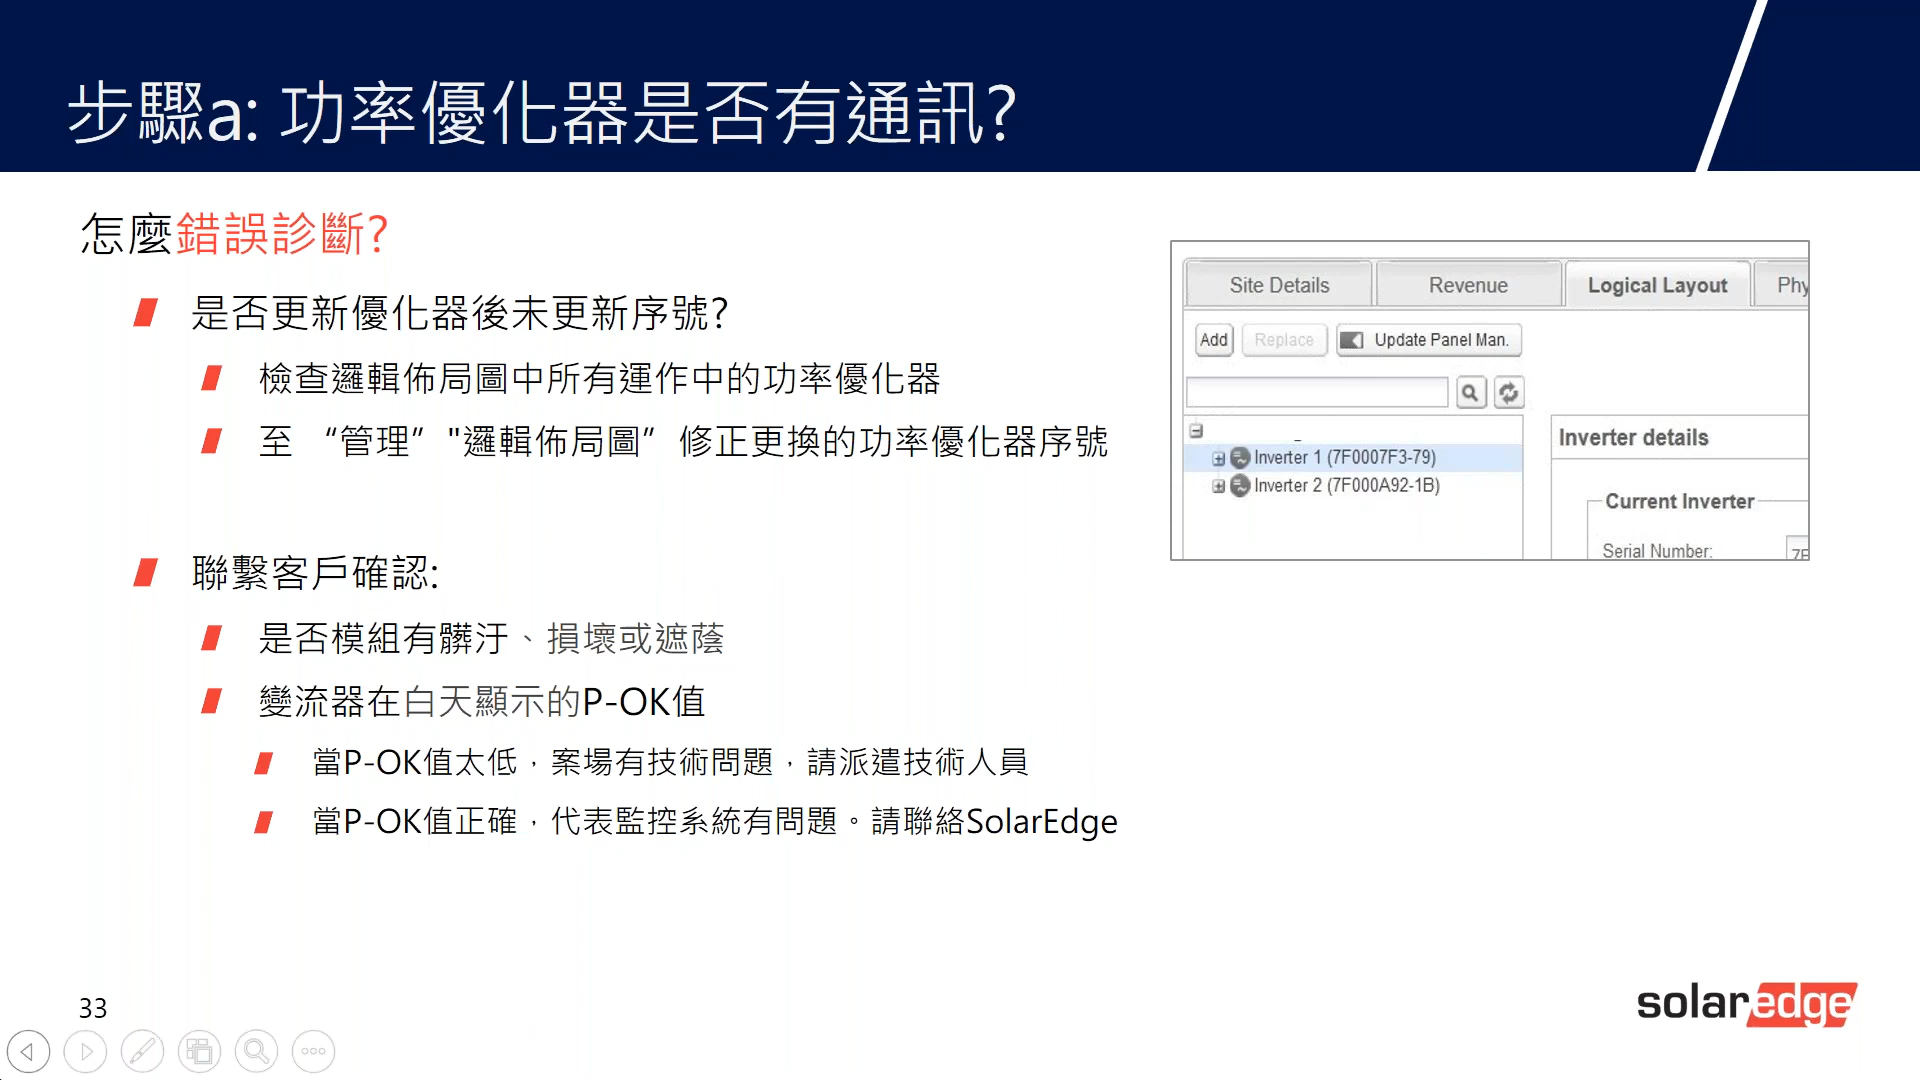 步驟a: 功率優化器是否有通訊?
怎麼錯誤診斷?
是否更新優化器後未更新序號?
檢查邏輯佈局圖中所有運作中的功率優化器
至 “管理” "邏輯佈局圖” 修正更換的功率優化器序號
聯繫客戶確認:
是否模組有髒汙、損壞或遮蔭
變流器在白天顯示的P-OK值
當P-OK值太低，案場有技術問題，請派遣技術人員
當P-OK值正確，代表監控系統有問題。請聯絡SolarEdge
Site Details
Revenue
Logical Layout
Phy
Add
Replace
Update Panel Man.
Inverter 1 (7F0007F3-79)
Inverter 2 (7F000A92-1B)
Inverter details
Current Inverter
Serial Number:
7F
33
solaredge